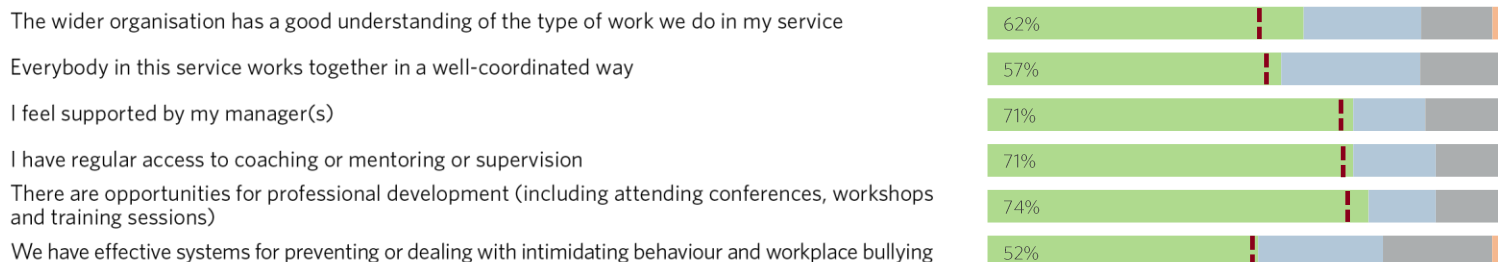 The wider organisation has a good understanding of the type of work we do in my service
62%
Everybody in this service works together in a well-coordinated way
57%
I feel supported by my manager(s)
71%
I have regular access to coaching or mentoring or supervision
71%
There are opportunities for professional development (including attending conferences, workshops
and training sessions)
74%
We have effective systems for preventing or dealing with intimidating behaviour and workplace bullying
52%